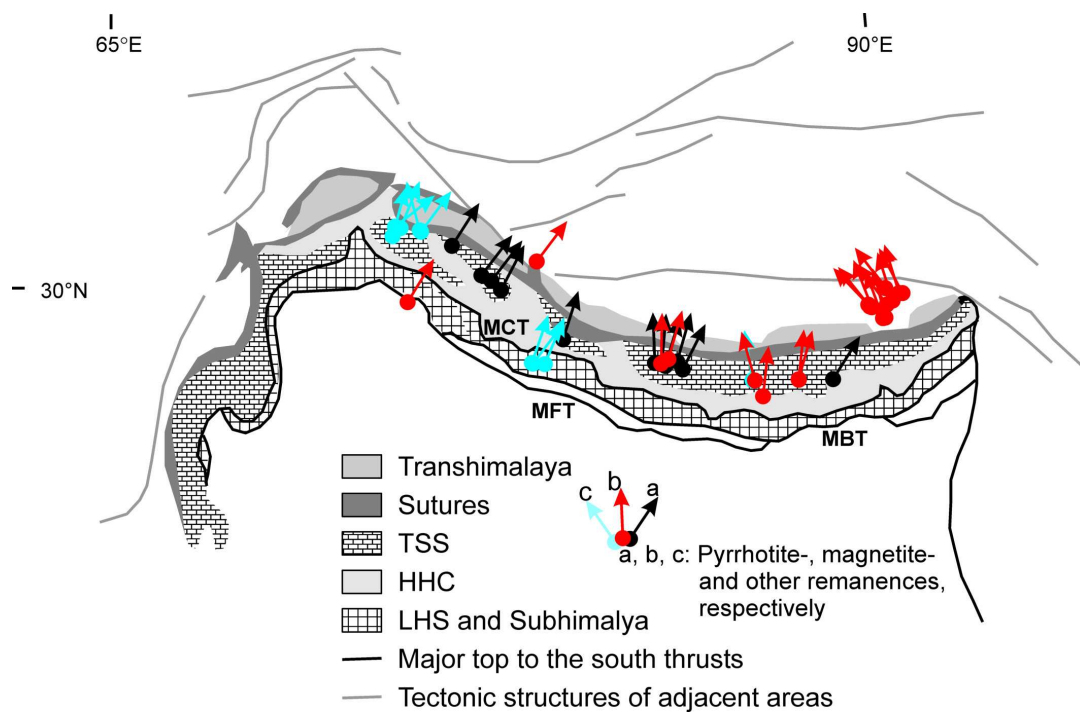 65°E
90°E
30°N
MCT
MFT
MBT
Transhimalaya
Sutures
TSS
HHC
LHS and Subhimalya
Major top to the south thrusts
Tectonic structures of adjacent areas
c
b
a
a, b, c: Pyrrhotite-, magnetite-
and other remanences,
respectively